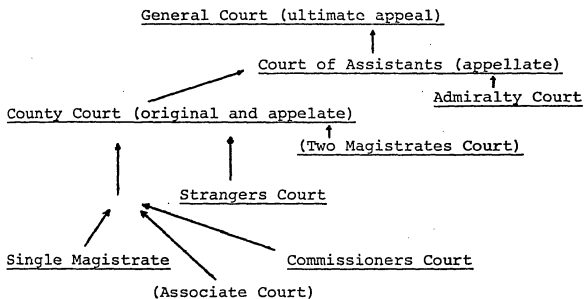 General Court (ultimate appeal)
Court of Assistants (appellate)
Admiralty Court
County Court (original and appelate)
(Two Magistrates Court)
Strangers Court
Single Magistrate
Commissioners Court
(Associate Court)